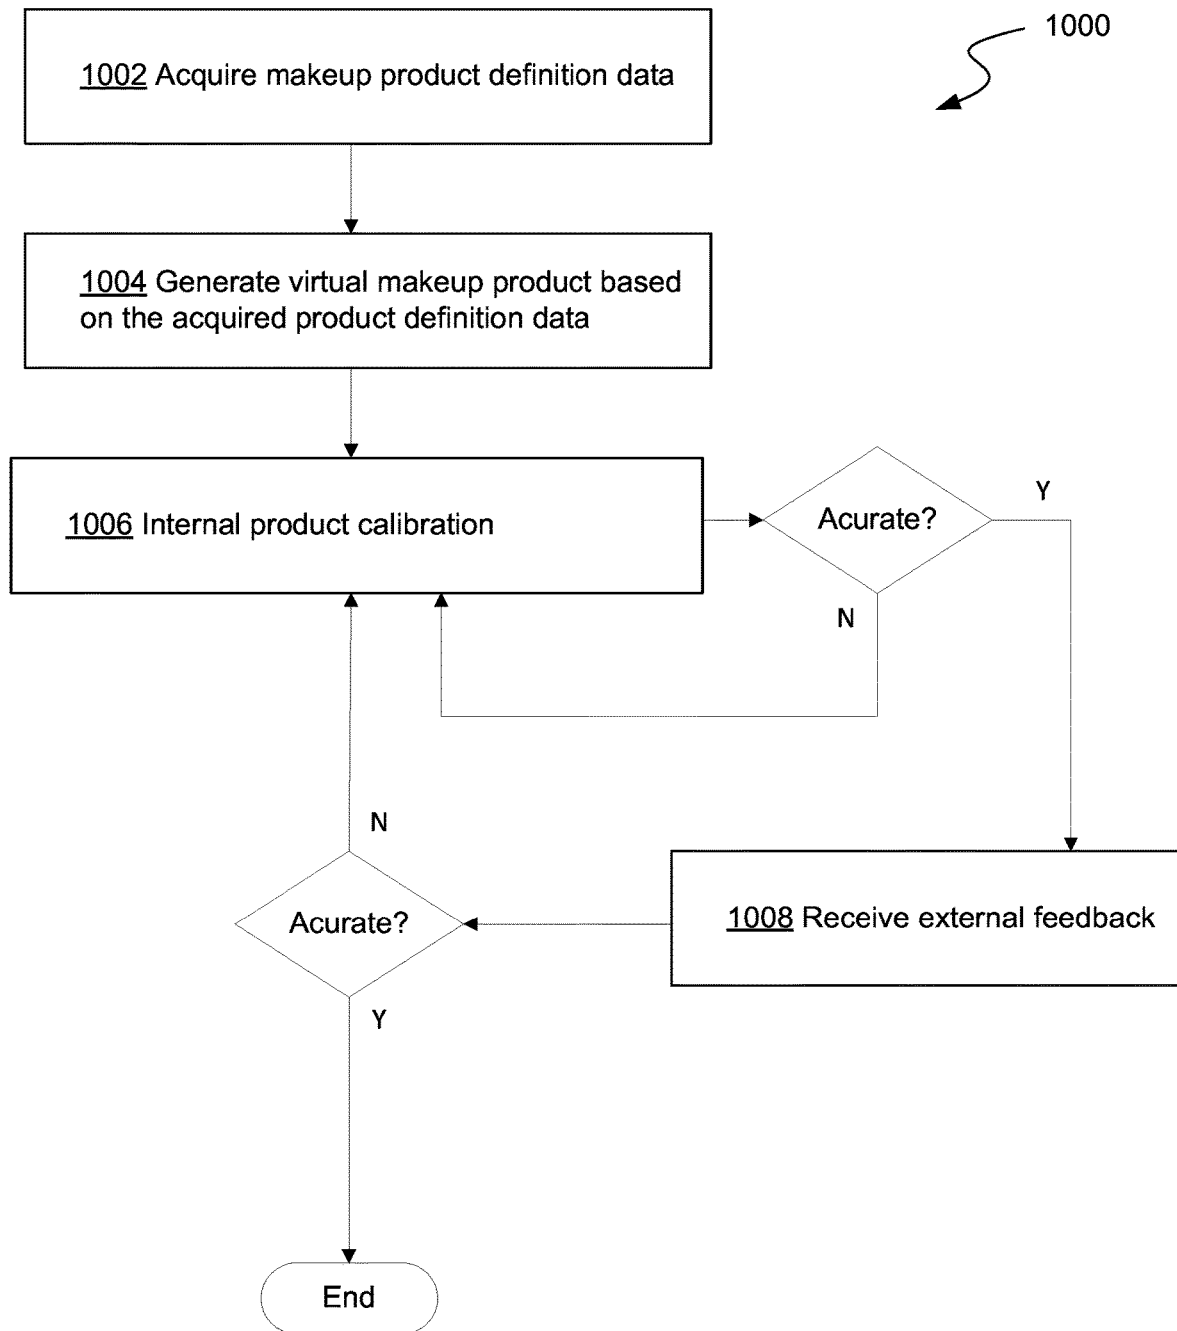 1000
1002 Acquire makeup product definition data
1004 Generate virtual makeup product based
on the acquired product definition data
1006 Internal product calibration
Acurate?
Y
N
N
Acurate?
1008 Receive external feedback
Y
End